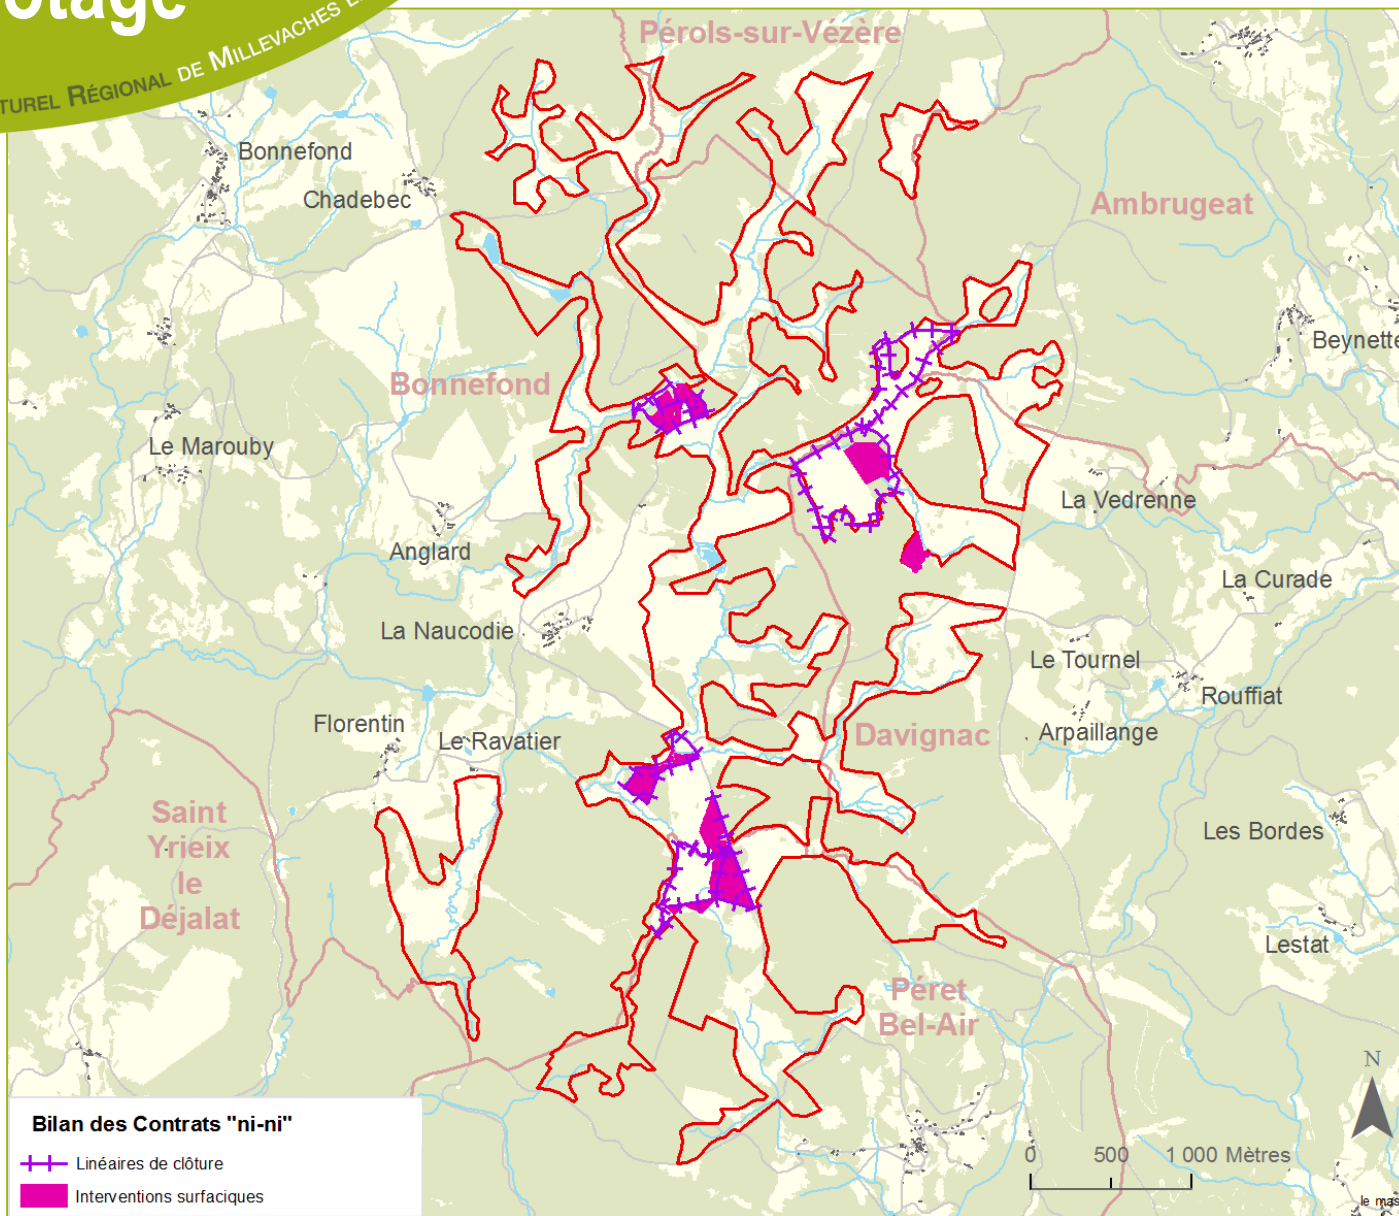 TUREL RÉGIONAL DE MILLEVACHES
Pérols-sur-Vézère
Bonnefond
Chadebec
Ambrugeat
Beynette
Bonnefond
Le Marouby
La Vedrenne
Anglard
La Curade
La Naucodie
Le Tournel
Rouffiat
Florentin
Le Ravatier
Davignac
Arpaillange
Saint
Yrieix
le
Déjalat
Les Bordes
Lestat
Péret
Bel-Air
N
Bilan des Contrats "ni-ni"
Linéaires de clôture
Interventions surfaciques
0 500 1 000 Mètres
le mas